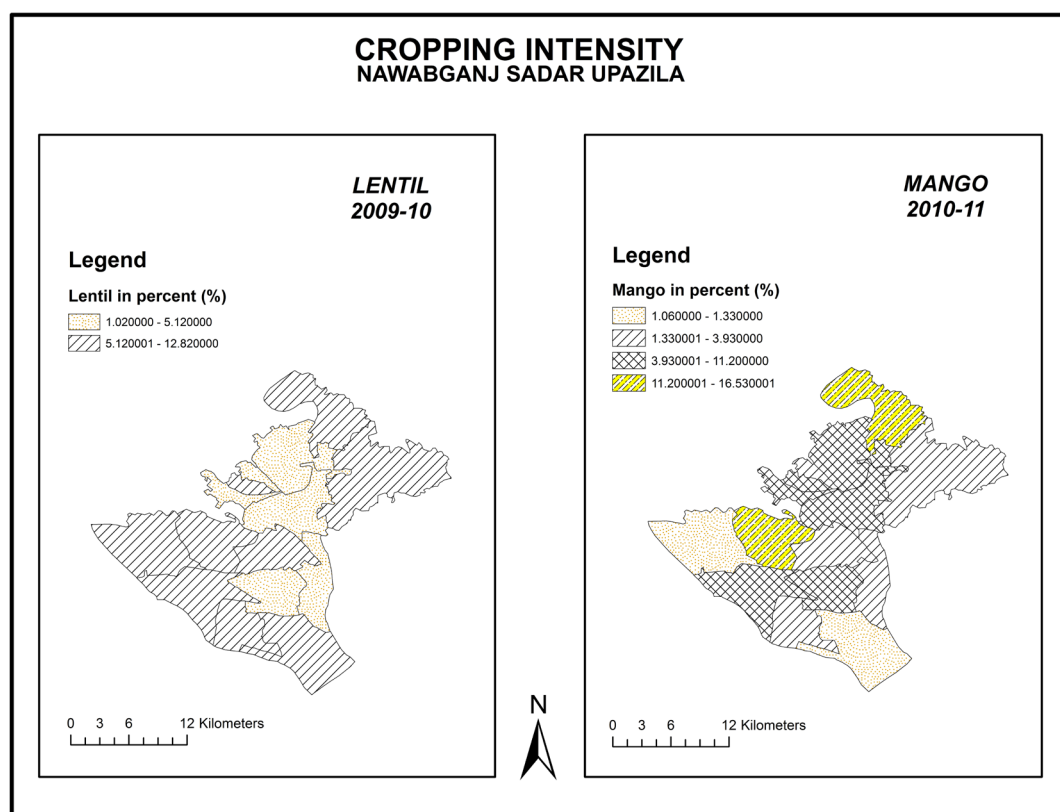 CROPPING INTENSITY
NAWABGANJ SADAR UPAZILA
LENTIL
2009-10
Legend
Lentil in percent (%)
1.020000 - 5.120000
5.120001 - 12.820000
0 3 6 12 Kilometers
N
MANGO
2010-11
Legend
Mango in percent (%)
1.060000 - 1.330000
1.330001 - 3.930000
3.930001 - 11.200000
11.200001 - 16.530001
0 3 6 12 Kilometers